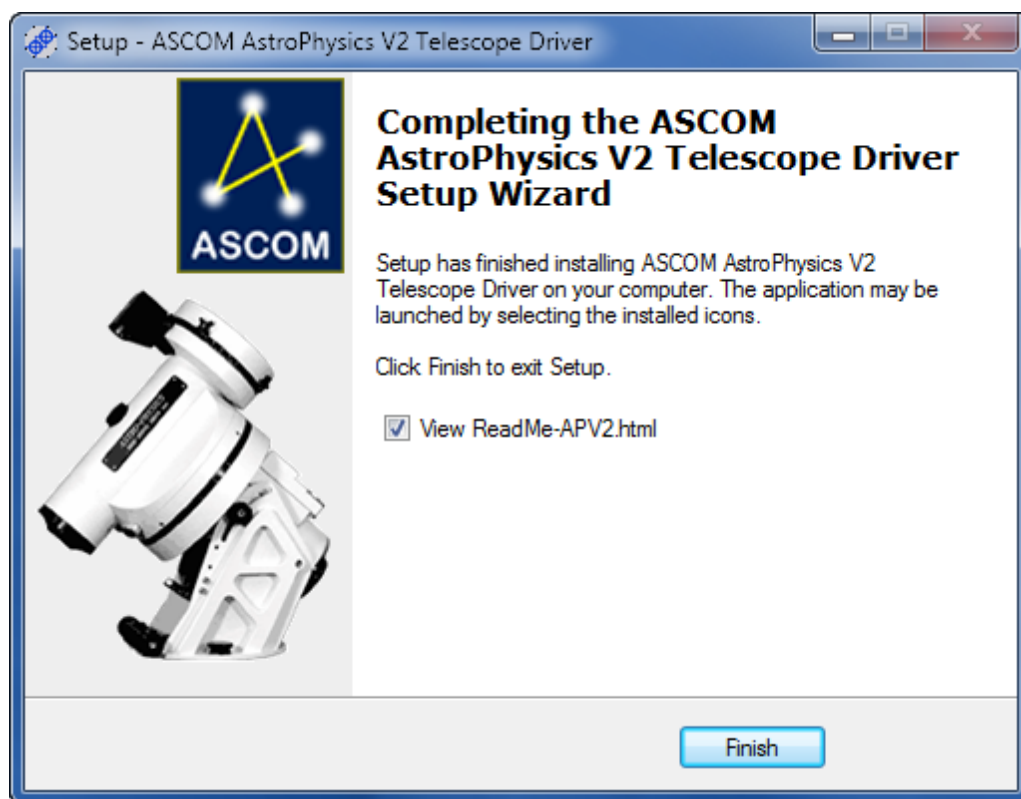 Setup - ASCOM AstroPhysics V2 Telescope Driver
ASCOM
Completing the ASCOM
AstroPhysics V2 Telescope Driver
Setup Wizard
Setup has finished installing ASCOM AstroPhysics V2
Telescope Driver on your computer. The application may be
launched by selecting the installed icons.
Click Finish to exit Setup.
View ReadMe-APV2.html
Finish